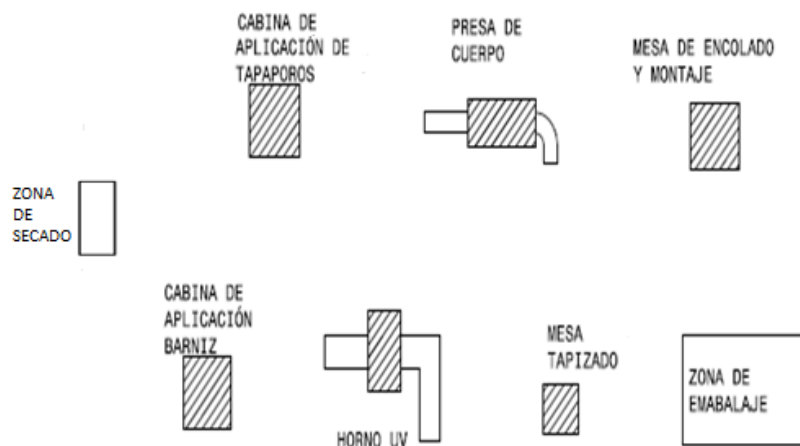 CABINA DE
APLICACIÓN DE
TAPAPOROS
PRESA DE
CUERPO
MESA DE ENCOLADO
Y MONTAJE
ZONA
DE
SECADO
CABINA DE
APLICACIÓN
BARNIZ
HORNO UV
MESA
TAPIZADO
ZONA DE
EMABALAJE